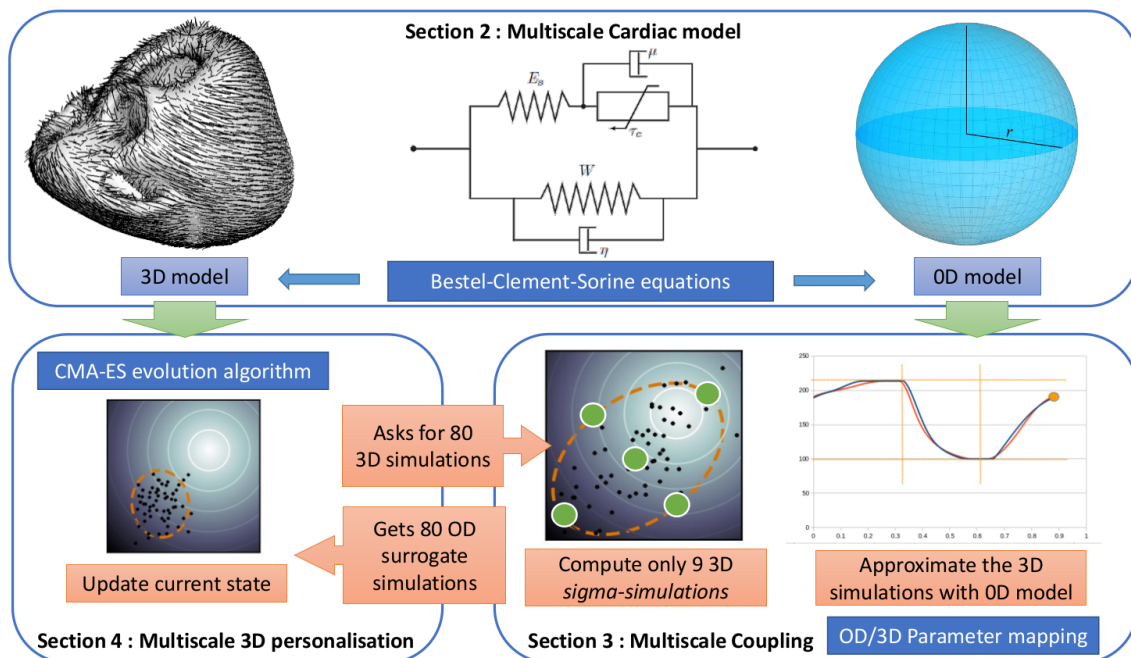 Section 2 : Multiscale Cardiac model
μ
E_s
τ_c
r
W
η
3D model
Bestel-Clement-Sorine equations
0D model
CMA-ES evolution algorithm
Asks for 80
3D simulations
Gets 80 OD
surrogate
simulations
Update current state
Section 4 : Multiscale 3D personalisation
Compute only 9 3D
sigma-simulations
250
200
150
100
50
0
0 0.1 0.2 0.3 0.4 0.5 0.6 0.7 0.8 0.9 1
Approximate the 3D
simulations with 0D model
Section 3 : Multiscale Coupling
OD/3D Parameter mapping